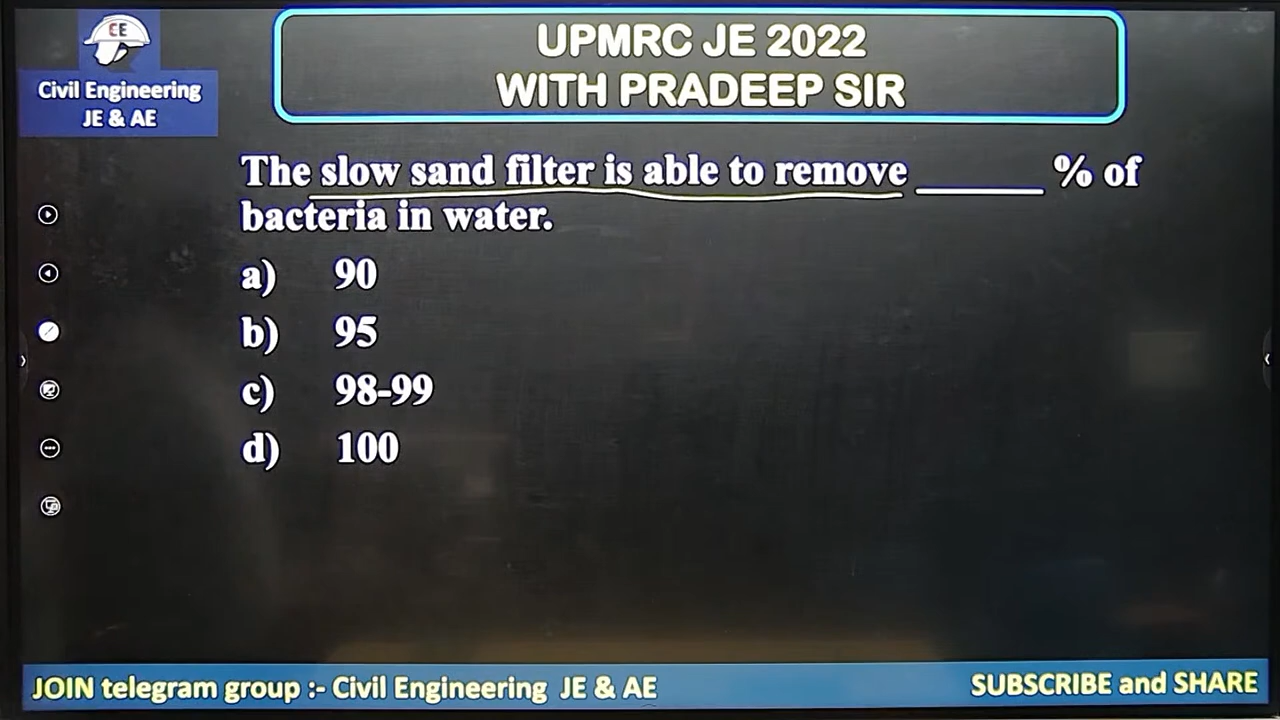 CE
Civil Engineering
JE & AE
UPMRC JE 2022
WITH PRADEEP SIR
The slow sand filter is able to remove ______ % of
bacteria in water.
a) 90
b) 95
c) 98-99
d) 100
JOIN telegram group :- Civil Engineering JE & AE
SUBSCRIBE and SHARE